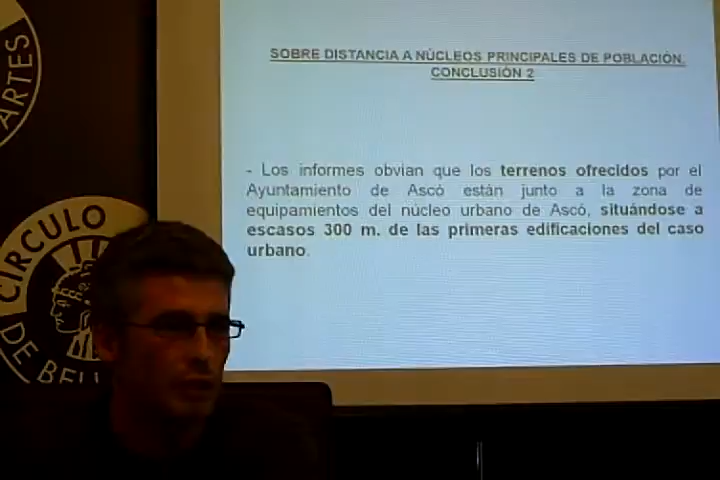 SOBRE DISTANCIA A NÚCLEOS PRINCIPALES DE POBLACIÓN.
CONCLUSIÓN 2
- Los informes obvian que los terrenos ofrecidos por el
Ayuntamiento de Ascó están junto a la zona de
equipamientos del núcleo urbano de Ascó, situándose a
escasos 300 m. de las primeras edificaciones del caso
urbano.
ARTES
CIRCULO
DE BELL